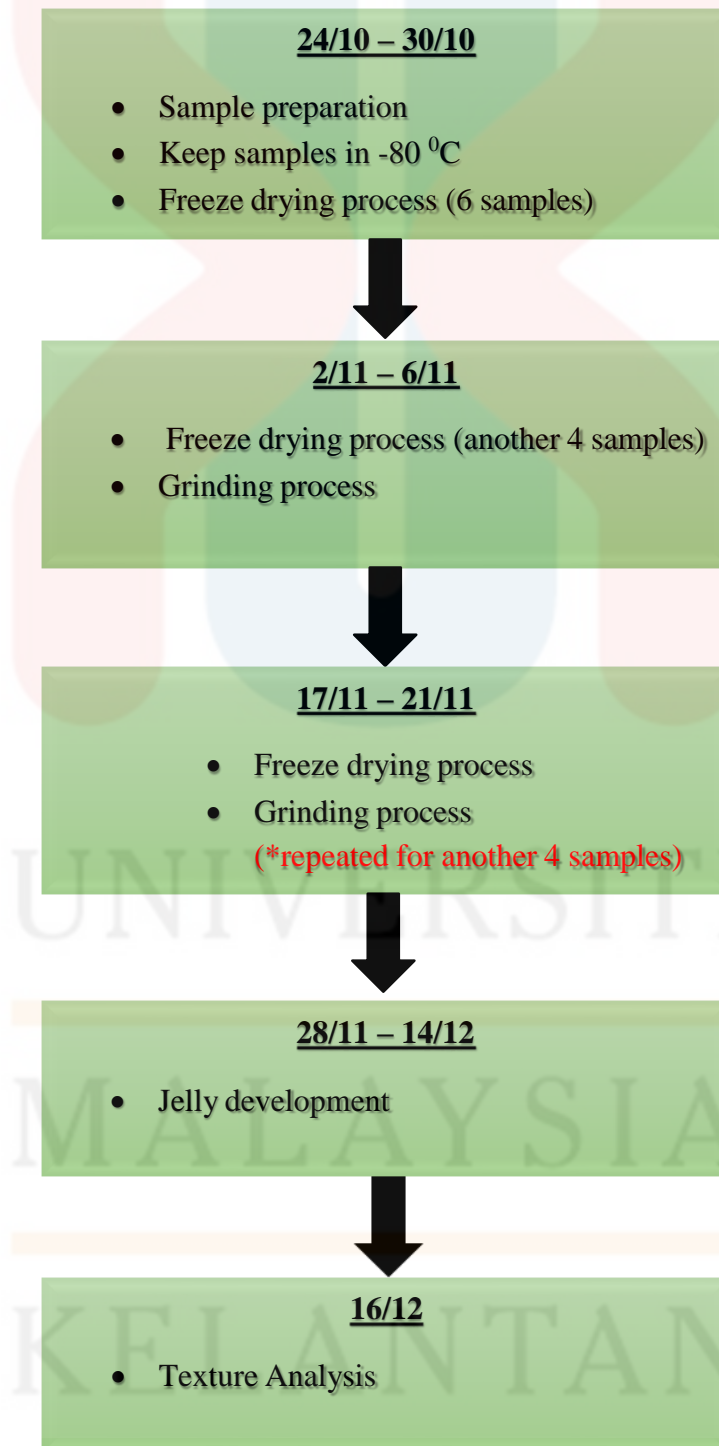 24/10 – 30/10
• Sample preparation
• Keep samples in -80 ⁰C
• Freeze drying process (6 samples)
2/11 – 6/11
• Freeze drying process (another 4 samples)
• Grinding process
17/11 – 21/11
• Freeze drying process
• Grinding process
(*repeated for another 4 samples)
UNIVERSIT
28/11 – 14/12
• Jelly development
MALAYSIA
16/12
• Texture Analysis
KELANTAN